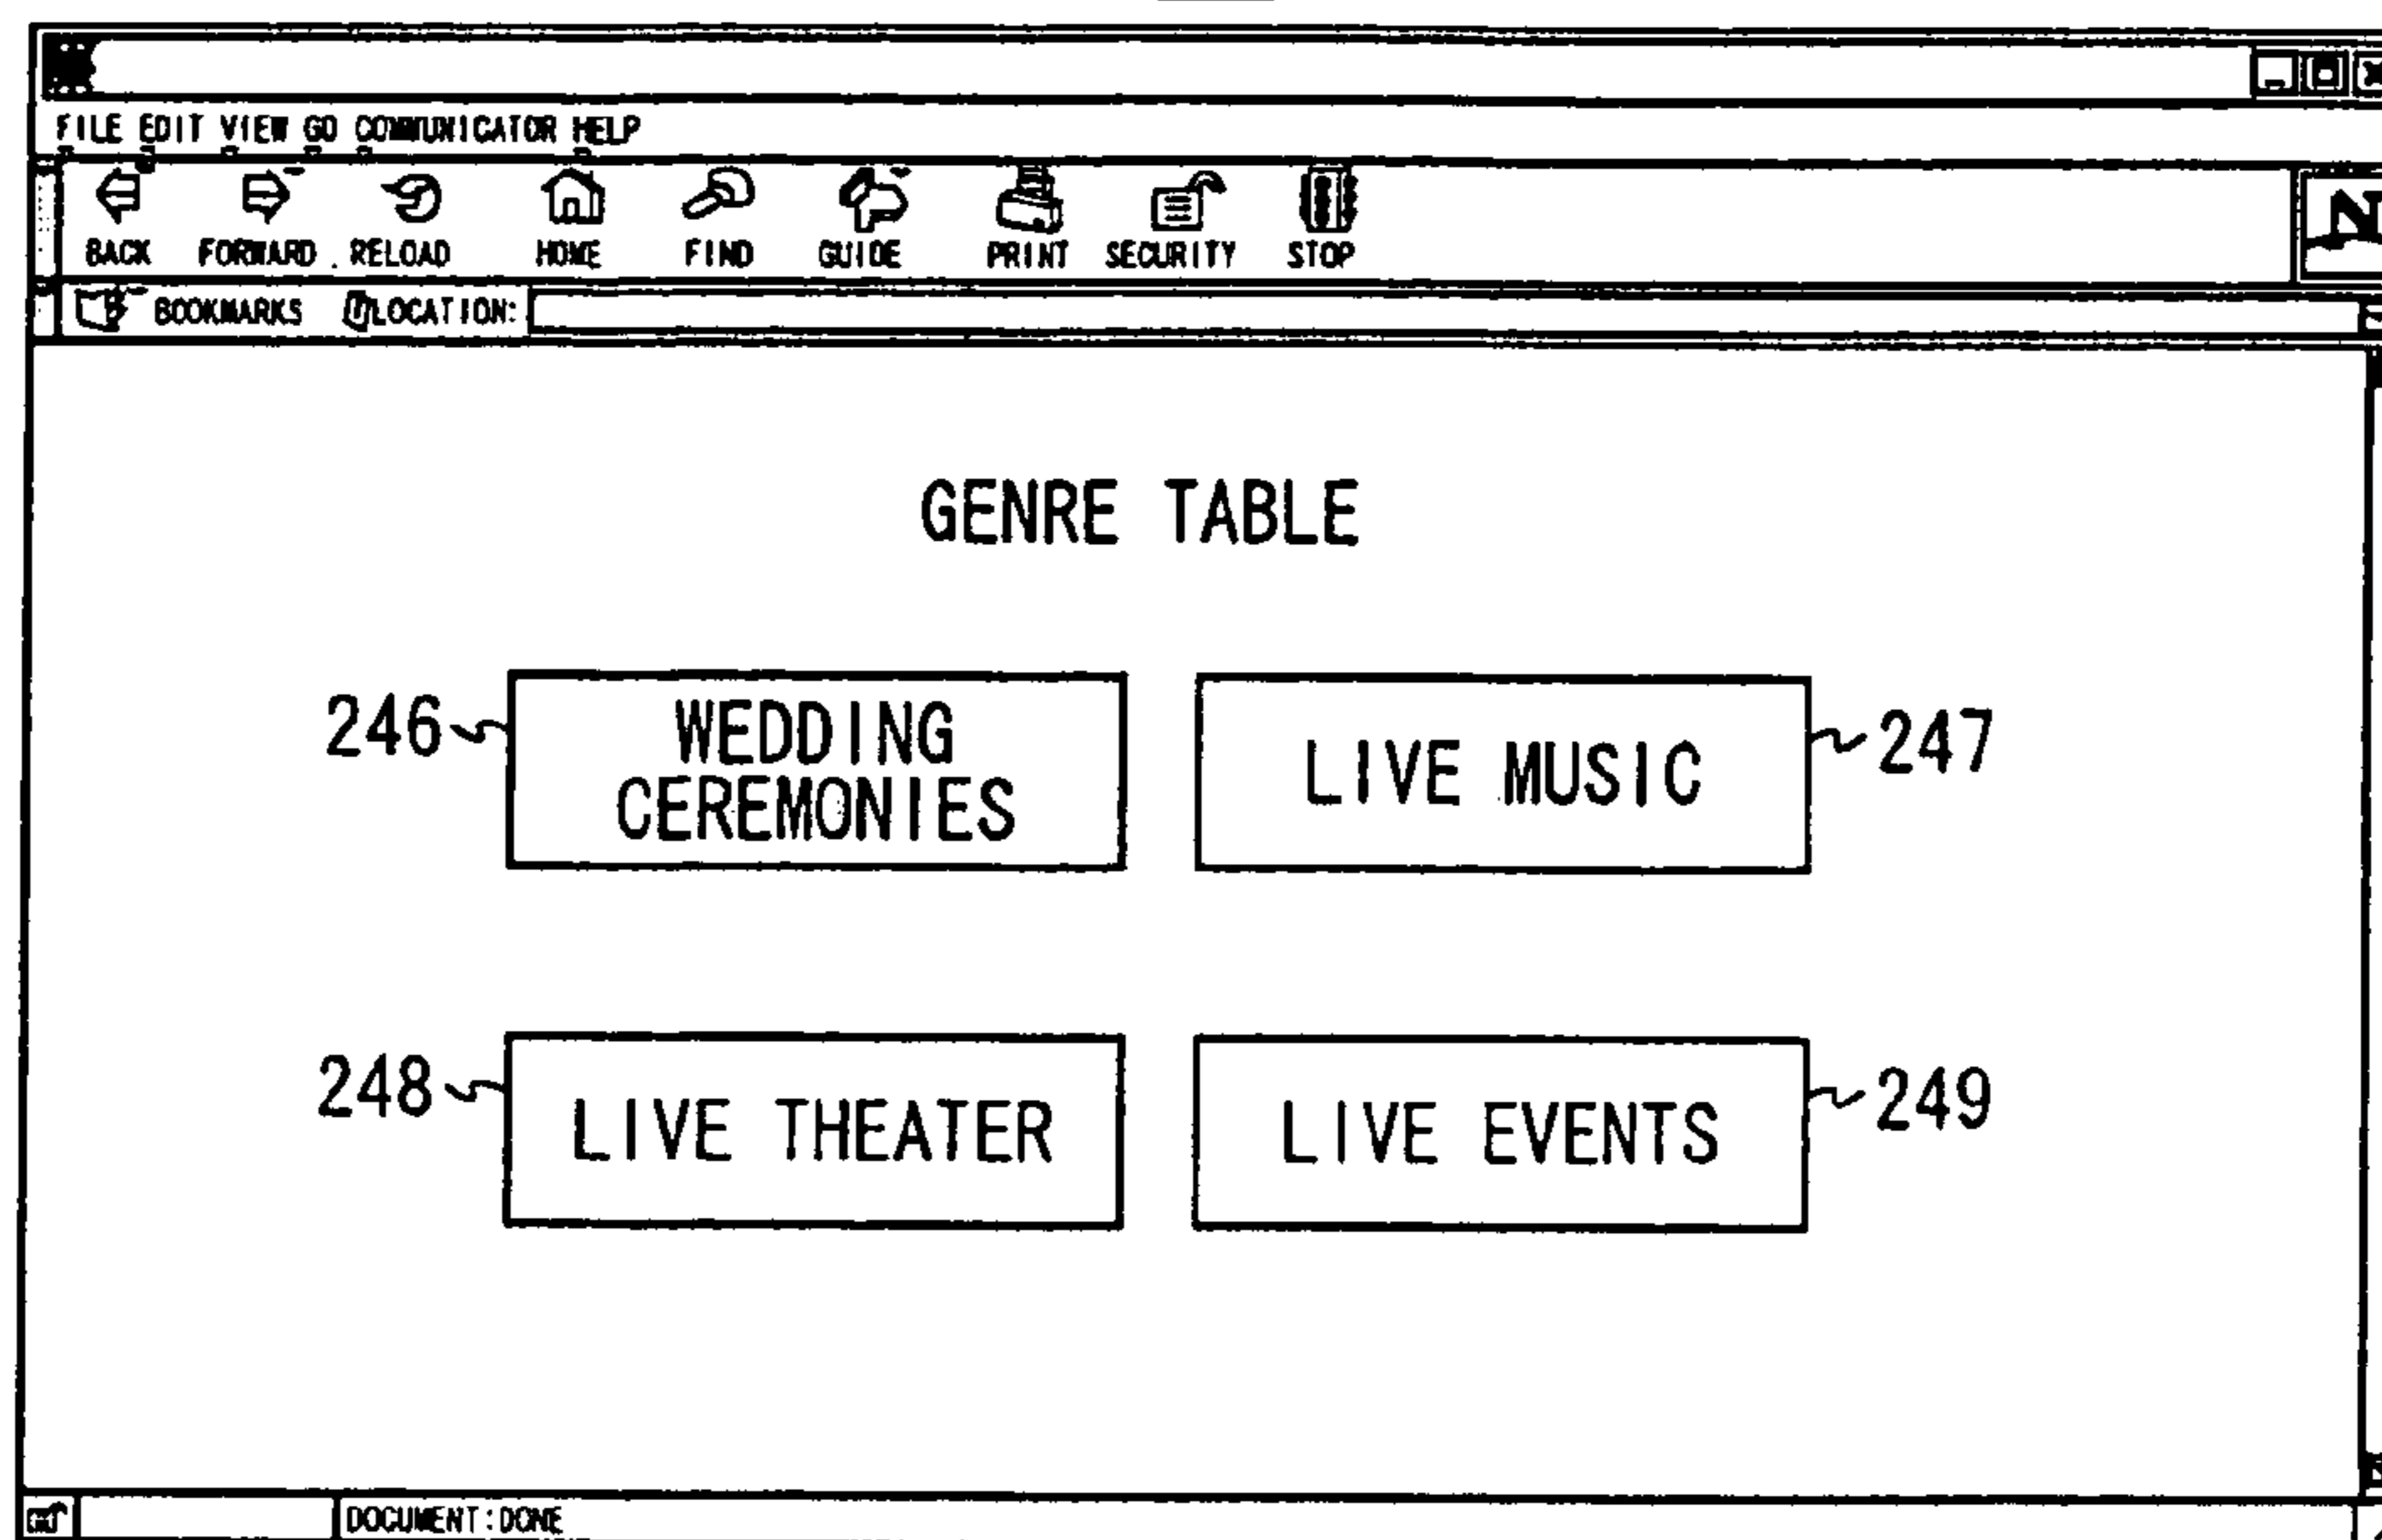 FILE EDIT VIEW GO COMMUNICATOR HELP
N
BACK FORWARD RELOAD HOME FIND GUIDE PRINT SECURITY STOP
BOOKMARKS LOCATION:
GENRE TABLE
246 WEDDING CEREMONIES
LIVE MUSIC 247
248 LIVE THEATER
LIVE EVENTS 249
DOCUMENT:DONE